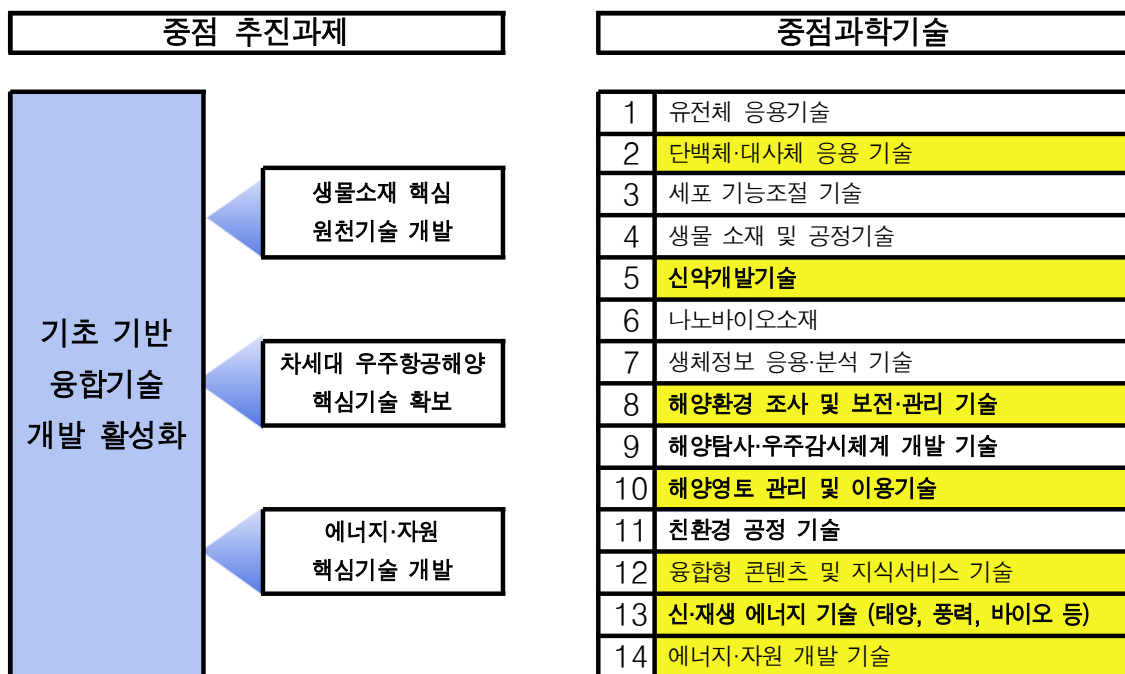 중점 추진과제
기초 기반
융합기술
개발 활성화
생물소재 핵심
원천기술 개발
차세대 우주항공해양
핵심기술 확보
에너지·자원
핵심기술 개발
중점과학기술
1 유전체 응용기술
2 단백체·대사체 응용 기술
3 세포 기능조절 기술
4 생물 소재 및 공정기술
5 신약개발기술
6 나노바이오소재
7 생체정보 응용·분석 기술
8 해양환경 조사 및 보전·관리 기술
9 해양탐사·우주감시체계 개발 기술
10 해양영토 관리 및 이용기술
11 친환경 공정 기술
12 융합형 콘텐츠 및 지식서비스 기술
13 신·재생 에너지 기술 (태양, 풍력, 바이오 등)
14 에너지·자원 개발 기술